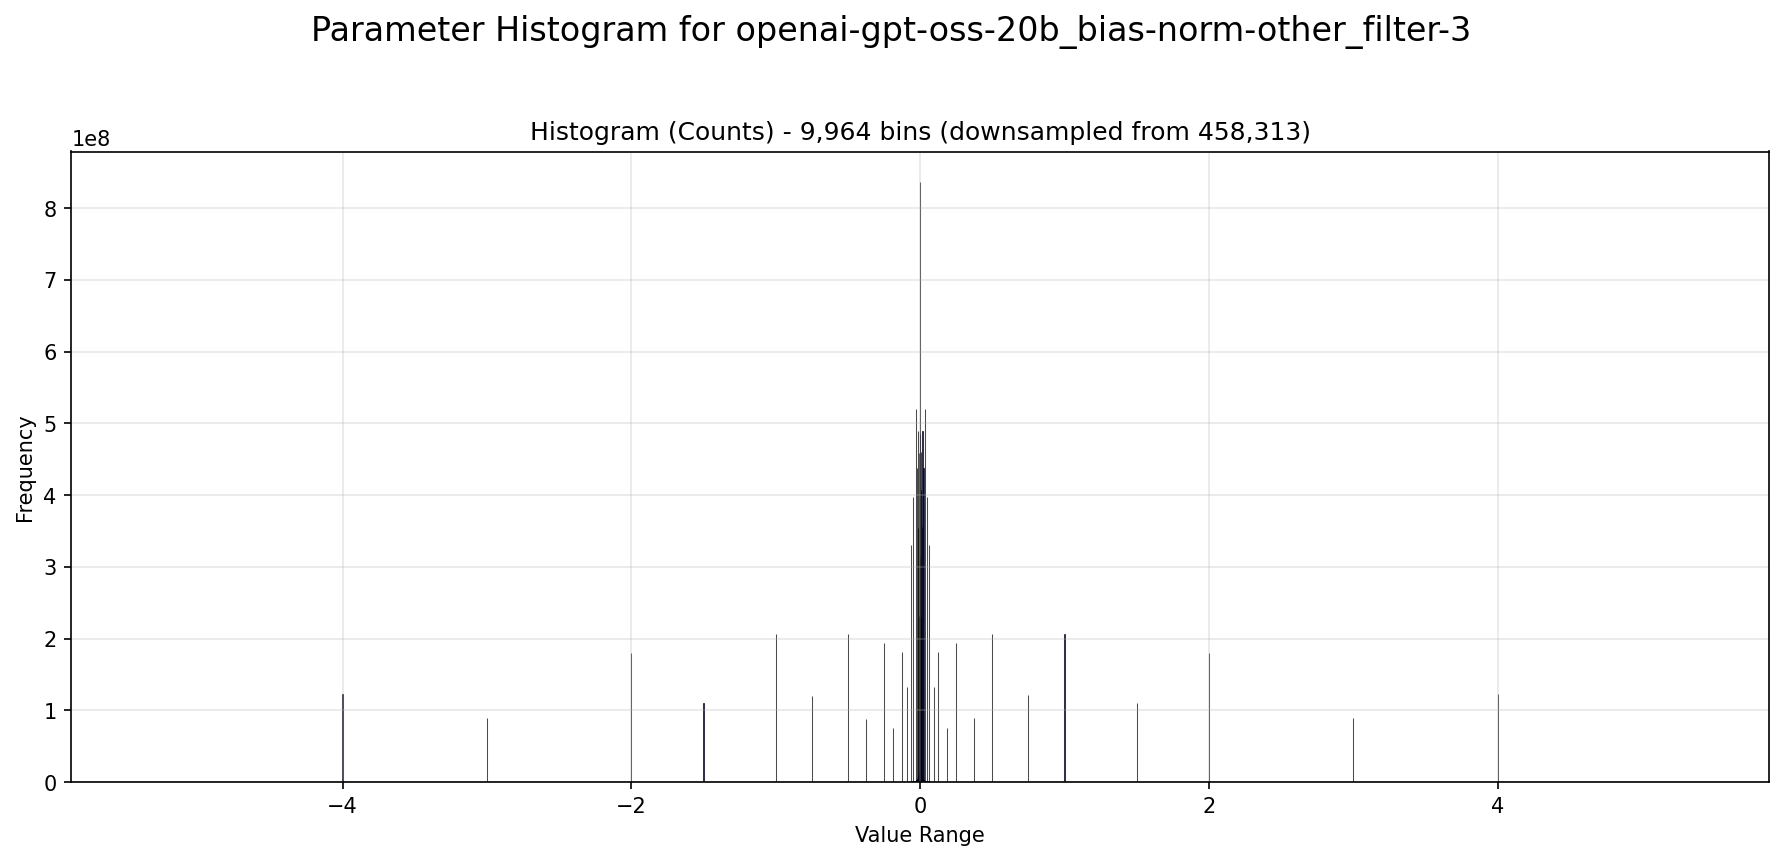 Parameter Histogram for openai-gpt-oss-20b_bias-norm-other_filter-3
Histogram (Counts) - 9,964 bins (downsampled from 458,313)
1e8
8
7
6
5
4
3
2
1
0
Frequency
−4
−2
0
2
4
Value Range